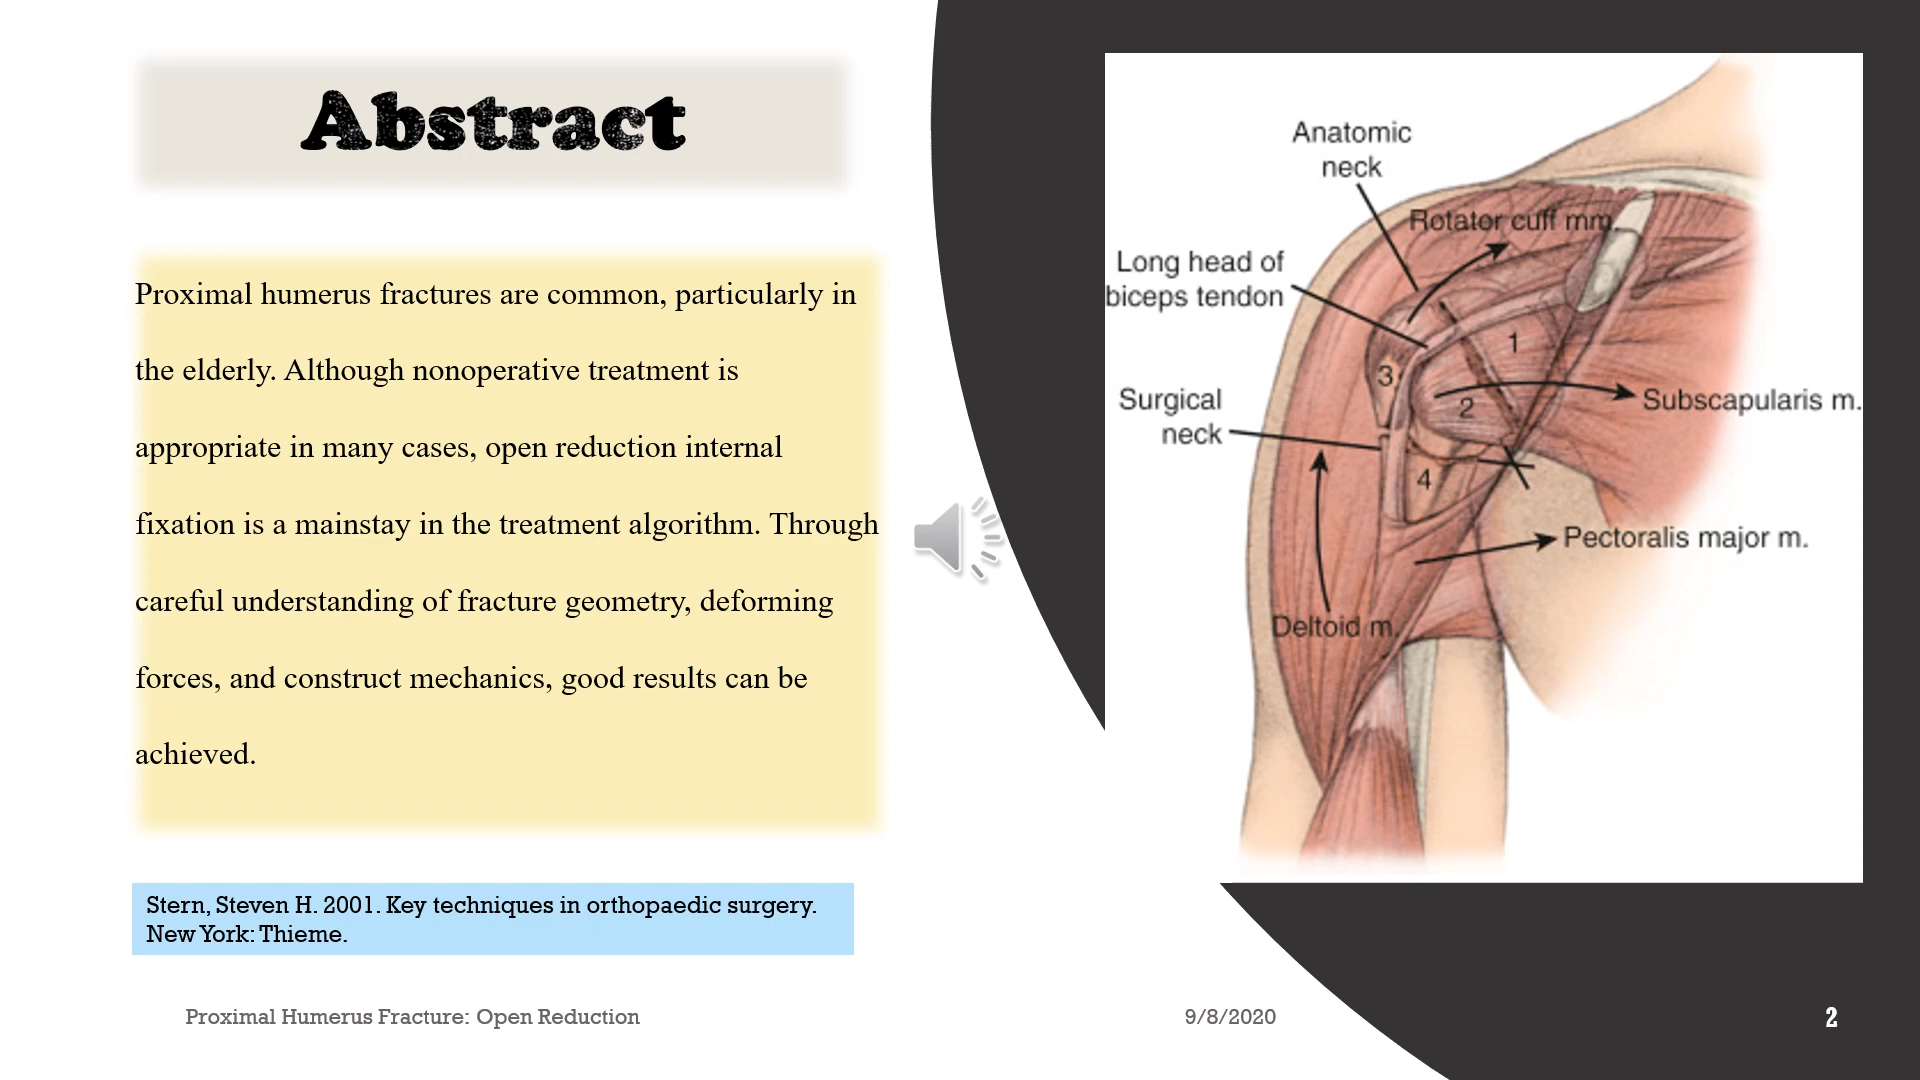 Abstract
Proximal humerus fractures are common, particularly in
the elderly. Although nonoperative treatment is
appropriate in many cases, open reduction internal
fixation is a mainstay in the treatment algorithm. Through
careful understanding of fracture geometry, deforming
forces, and construct mechanics, good results can be
achieved.
Stern, Steven H. 2001. Key techniques in orthopaedic surgery.
New York: Thieme.
Anatomic
neck
Rotator cuff mm.
Long head of
biceps tendon
1
3
Surgical
neck
2
Subscapularis m.
4
Pectoralis major m.
Deltoid m.
Proximal Humerus Fracture: Open Reduction
9/8/2020
2